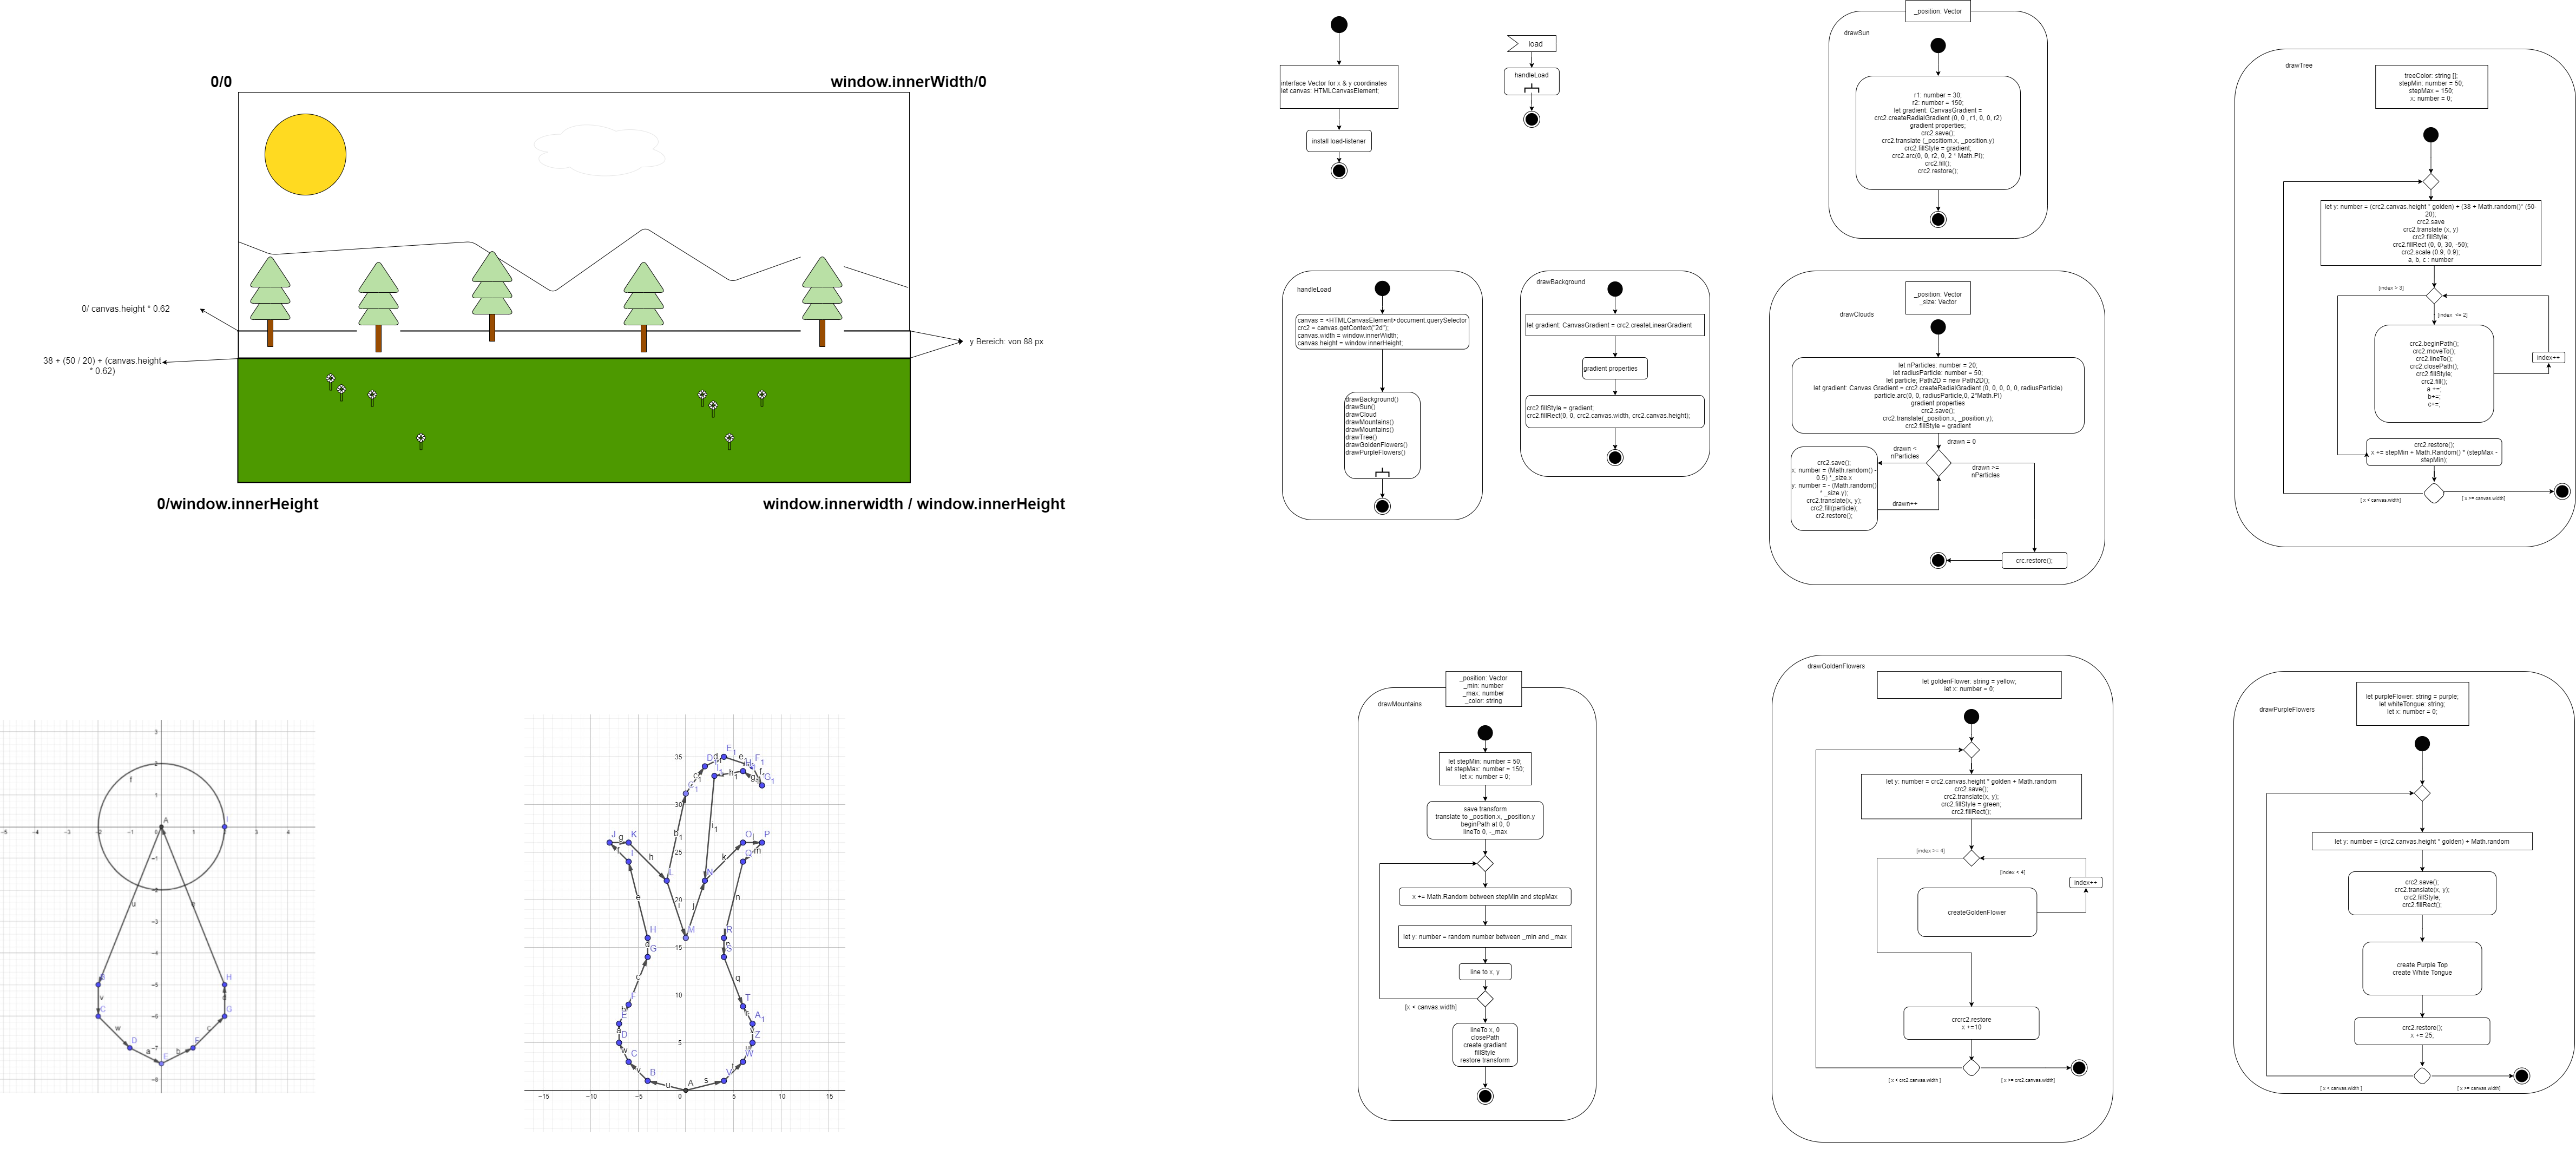 0/0
window.innerWidth/0
0/ canvas.height * 0.62
38 + (50 / 20) + (canvas.height
* 0.62)
y Bereich: von 88 px
0/window.innerHeight
window.innerwidth / window.innerHeight
interface Vector for x & y coordinates
let canvas: HTMLCanvasElement;
install load-listener
load
handleLoad
_position: Vector
drawSun
r1: number = 30;
r2: number = 150;
let gradient: CanvasGradient =
crc2.createRadialGradient (0, 0 , r1, 0, 0, r2)
gradient properties;
crc2.save();
crc2.translate (_position.x, _position.y)
crc2.fillStyle = gradient;
crc2.arc(0, 0, r2, 0, 2 * Math.PI);
crc2.fill();
crc2.restore();
drawTree
treeColor: string [];
stepMin: number = 50;
stepMax = 150;
x: number = 0;
let y: number = (crc2.canvas.height * golden) + (38 + Math.random()* (50-
20);
crc2.save
crc2.translate (x, y)
crc2.fillStyle;
crc2.fillRect (0, 0, 30, -50);
crc2.scale (0.9, 0.9);
a, b, c : number
[index > 3]
[index <= 2]
crc2.beginPath();
crc2.moveTo();
crc2.lineTo();
crc2.closePath();
crc2.fillStyle;
crc2.fill();
a +=;
b+=;
c+=;
index++
crc2.restore();
x += stepMin + Math.Random() * (stepMax -
stepMin);
[ x < canvas.width]
[ x >= canvas.width]
handleLoad
canvas = <HTMLCanvasElement>document.querySelector
crc2 = canvas.getContext("2d");
canvas.width = window.innerWidth;
canvas.height = window.innerHeight;
drawBackground()
drawSun()
drawCloud
drawMountains()
drawMountains()
drawTree()
drawGoldenFlowers()
drawPurpleFlowers()
drawBackground
let gradient: CanvasGradient = crc2.createLinearGradient
gradient properties
crc2.fillStyle = gradient;
crc2.fillRect(0, 0, crc2.canvas.width, crc2.canvas.height);
_position: Vector
_size: Vector
drawClouds
let nParticles: number = 20;
let radiusParticle: number = 50;
let particle; Path2D = new Path2D();
let gradient: Canvas Gradient = crc2.createRadialGradient (0, 0, 0, 0, 0, radiusParticle)
particle.arc(0, 0, radiusParticle,0, 2*Math.PI)
gradient properties
crc2.save();
crc2.translate(_position.x, _position.y);
crc2.fillStyle = gradient
drawn = 0
drawn <
nParticles
drawn >=
nParticles
crc2.save();
x: number = (Math.random() -
0.5) *_size.x
y: number = - (Math.random()
* _size.y);
crc2.translate(x, y);
crc2.fill(particle);
cr2.restore();
drawn++
crc.restore();
_position: Vector
_min: number
_max: number
_color: string
drawMountains
let stepMin: number = 50;
let stepMax: number = 150;
let x: number = 0;
save transform
translate to _position.x, _position.y
beginPath at 0, 0
lineTo 0, -_max
x += Math.Random between stepMin and stepMax
let y: number = random number between _min and _max
line to x, y
[x < canvas.width]
lineTo x, 0
closePath
create gradiant
fillStyle
restore transform
drawGoldenFlowers
let goldenFlower: string = yellow;
let x: number = 0;
let y: number = crc2.canvas.height * golden + Math.random
crc2.save();
crc2.translate(x, y);
crc2.fillStyle = green;
crc2.fillRect();
[index >= 4]
[index < 4]
createGoldenFlower
index++
crcrc2.restore
x +=10
[ x < crc2.canvas.width ]
[ x >= crc2.canvas.width]
drawPurpleFlowers
let purpleFlower: string = purple;
let whiteTongue: string;
let x: number = 0;
let y: number = (crc2.canvas.height * golden) + Math.random
crc2.save();
crc2.translate(x, y);
crc2.fillStyle;
crc2.fillRect();
create Purple Top
create White Tongue
crc2.restore();
x += 25;
[ x < canvas.width ]
[ x >= canvas.width]